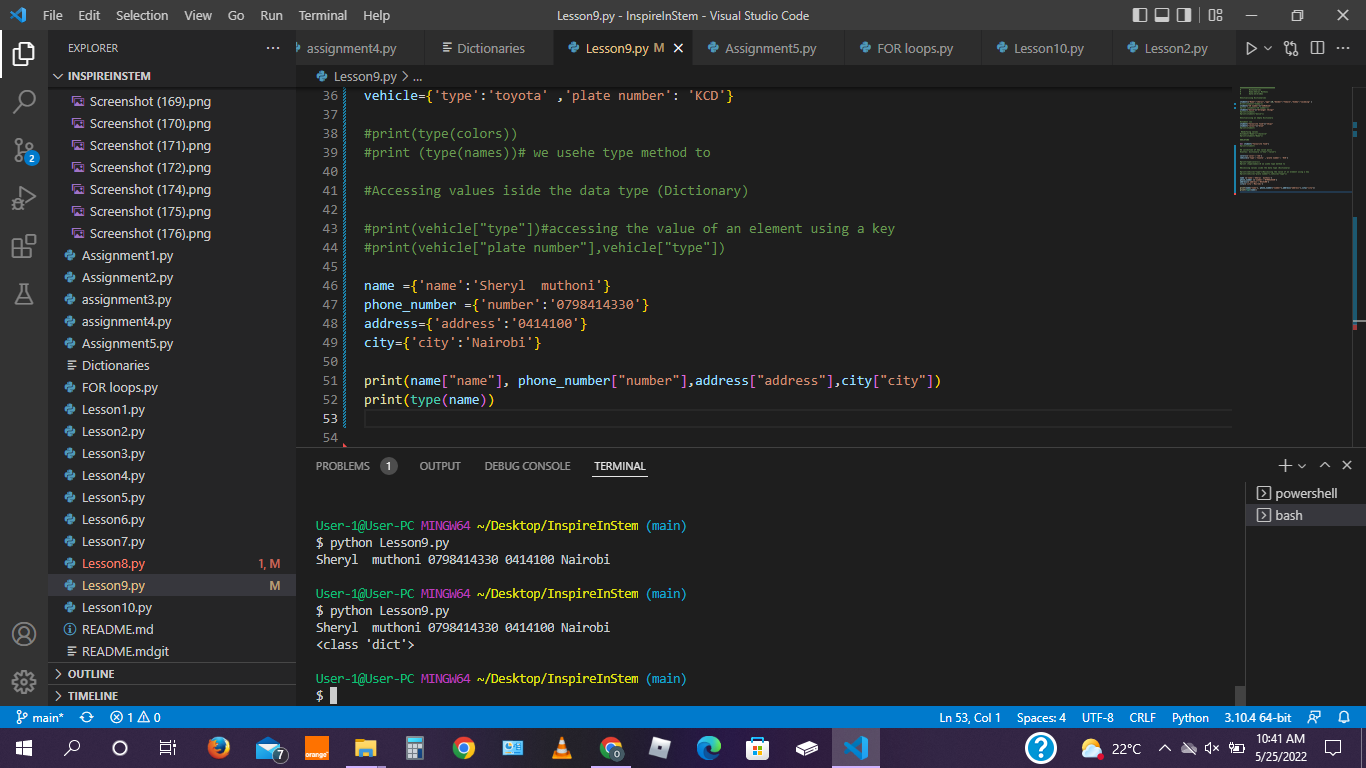 File Edit Selection View Go Run Terminal Help
Lesson9.py - InspireInStem - Visual Studio Code
EXPLORER
INSPIREINSTEM
Screenshot (169).png
Screenshot (170).png
Screenshot (171).png
Screenshot (172).png
Screenshot (174).png
Screenshot (175).png
Screenshot (176).png
Assignment1.py
Assignment2.py
assignment3.py
assignment4.py
Assignment5.py
Dictionaries
FOR loops.py
Lesson1.py
Lesson2.py
Lesson3.py
Lesson4.py
Lesson5.py
Lesson6.py
Lesson7.py
Lesson8.py 1, M
Lesson9.py M
Lesson10.py
README.md
README.mdgit
OUTLINE
TIMELINE
2
assignment4.py Dictionaries Lesson9.py M Assignment5.py FOR loops.py Lesson10.py Lesson2.py
Lesson9.py > ...
36 vehicle={'type':'toyota' ,'plate number': 'KCD'}
37
38 #print(type(colors))
39 #print (type(names))# we usehe type method to
40
41 #Accessing values iside the data type (Dictionary)
42
43 #print(vehicle["type"])#accessing the value of an element using a key
44 #print(vehicle["plate number"],vehicle["type"])
45
46 name ={'name':'Sheryl  muthoni'}
47 phone_number ={'number':'0798414330'}
48 address={'address':'0414100'}
49 city={'city':'Nairobi'}
50
51 print(name["name"], phone_number["number"],address["address"],city["city"])
52 print(type(name))
53
54
PROBLEMS 1 OUTPUT DEBUG CONSOLE TERMINAL
User-1@User-PC MINGW64 ~/Desktop/InspireInStem (main)
$ python Lesson9.py
Sheryl  muthoni 0798414330 0414100 Nairobi
User-1@User-PC MINGW64 ~/Desktop/InspireInStem (main)
$ python Lesson9.py
Sheryl  muthoni 0798414330 0414100 Nairobi
<class 'dict'>
User-1@User-PC MINGW64 ~/Desktop/InspireInStem (main)
$
powershell
bash
main* 1 0 Ln 53, Col 1 Spaces: 4 UTF-8 CRLF Python 3.10.4 64-bit
7
orange
22°C
10:41 AM
5/25/2022